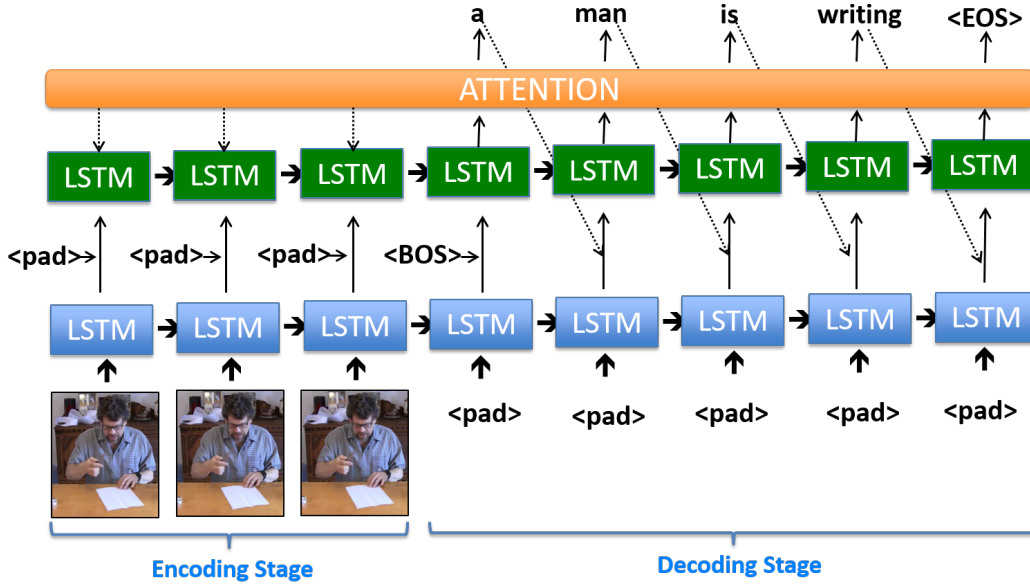 a man is writing <EOS>
ATTENTION
LSTM LSTM LSTM LSTM LSTM LSTM LSTM LSTM
<pad> <pad> <pad> <BOS>
LSTM LSTM LSTM LSTM LSTM LSTM LSTM LSTM
<pad> <pad> <pad> <pad> <pad>
Encoding Stage Decoding Stage